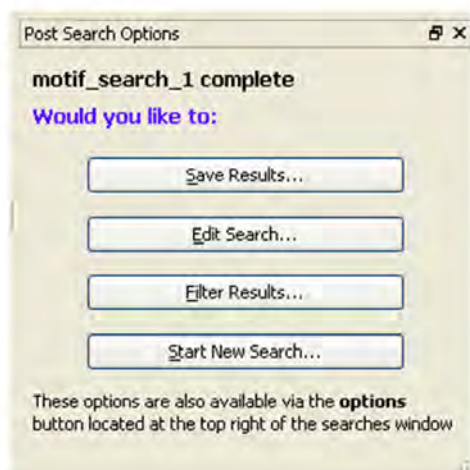 Post Search Options
motif_search_1 complete
Would you like to:
Save Results...
Edit Search...
Filter Results...
Start New Search...
These options are also available via the options
button located at the top right of the searches window